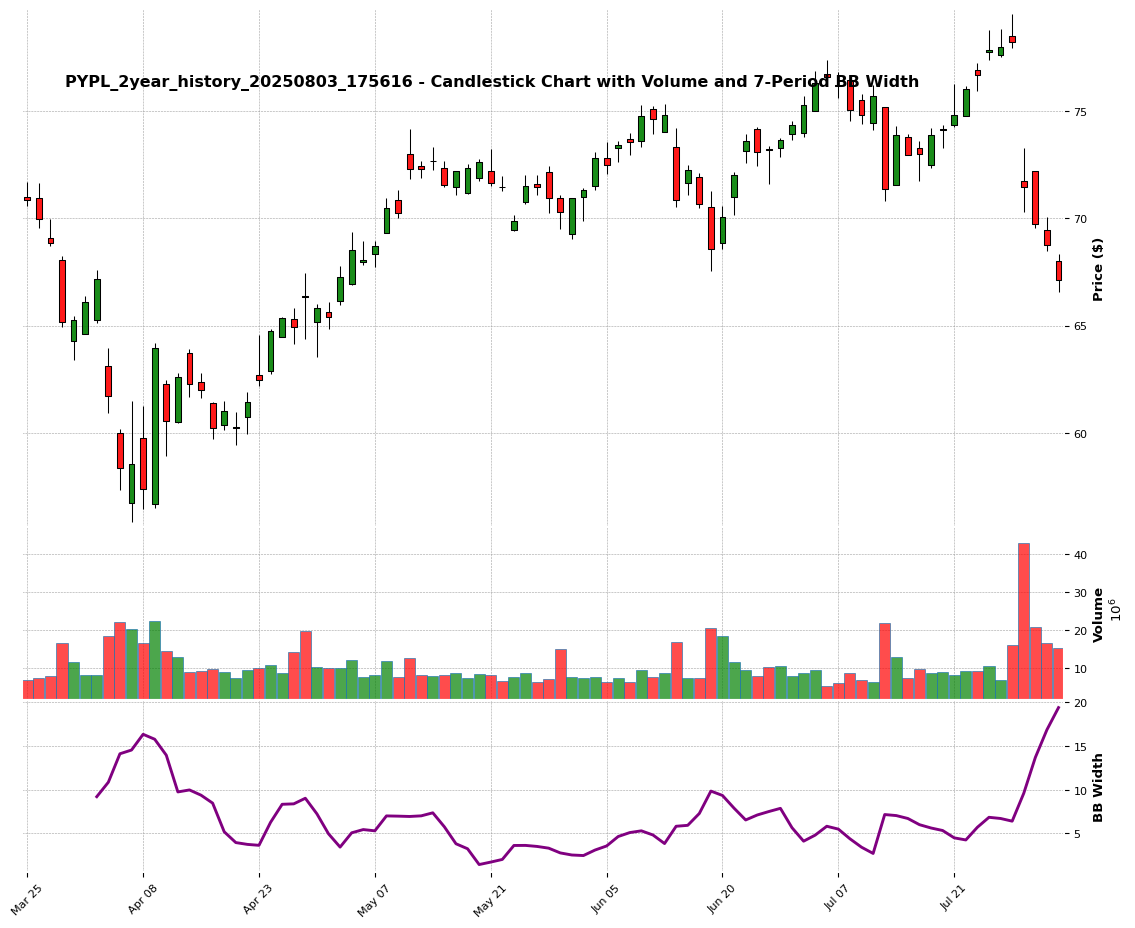 PYPL_2year_history_20250803_175616 - Candlestick Chart with Volume and 7-Period BB Width
75
70
65
60
Price ($)
40
30
20
10
Volume
10^6
20
15
10
5
BB Width
Mar 25
Apr 08
Apr 23
May 07
May 21
Jun 05
Jun 20
Jul 07
Jul 21